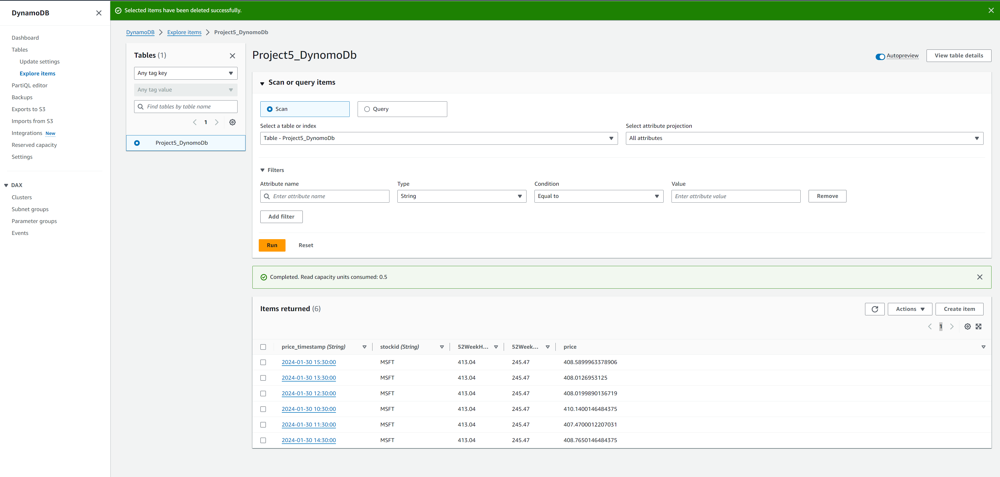 DynamoDB
Dashboard
Tables
Update settings
Explore items
PartiQL editor
Backups
Exports to S3
Imports from S3
Integrations New
Reserved capacity
Settings
DAX
Clusters
Subnet groups
Parameter groups
Events
Selected items have been deleted successfully.
DynamoDB Explore items Project5_DynomoDb
Tables (1)
Any tag key
Any tag value
Find tables by table name
1
Project5_DynomoDb
Project5_DynomoDb
Autopreview
View table details
Scan or query items
Scan Query
Select a table or index Select attribute projection
Table - Project5_DynomoDb All attributes
Filters
Attribute name Type Condition Value
Enter attribute name String Equal to Enter attribute value Remove
Add filter
Run Reset
Completed. Read capacity units consumed: 0.5
Items returned (6)
Actions Create item
1
price_timestamp (String) stockid (String) 52WeekH... 52Week... price
2024-01-30 15:30:00 MSFT 413.04 245.47 408.5899963378906
2024-01-30 13:30:00 MSFT 413.04 245.47 408.0126953125
2024-01-30 12:30:00 MSFT 413.04 245.47 408.0199890136719
2024-01-30 10:30:00 MSFT 413.04 245.47 410.1400146484375
2024-01-30 11:30:00 MSFT 413.04 245.47 407.4700012207031
2024-01-30 14:30:00 MSFT 413.04 245.47 408.7650146484375